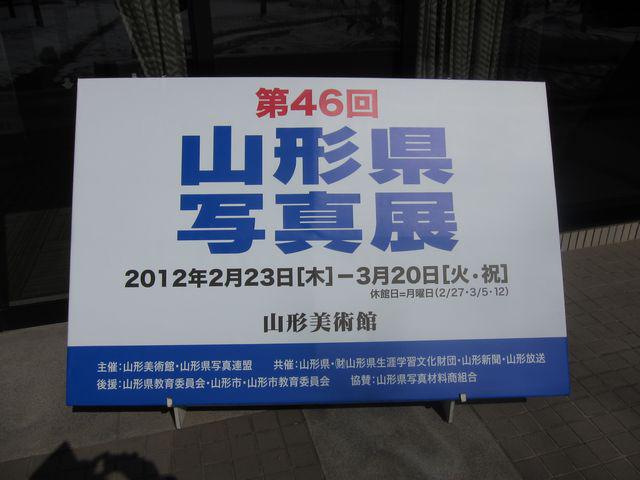 第46回
山形県
写真展
2012年2月23日[木]－3月20日[火・祝]
休館日=月曜日(2/27・3/5・12)
山形美術館
主催:山形美術館・山形県写真連盟　共催:山形県・(財)山形県生涯学習文化財団・山形新聞・山形放送
後援:山形県教育委員会・山形市・山形市教育委員会　協賛:山形県写真材料商組合